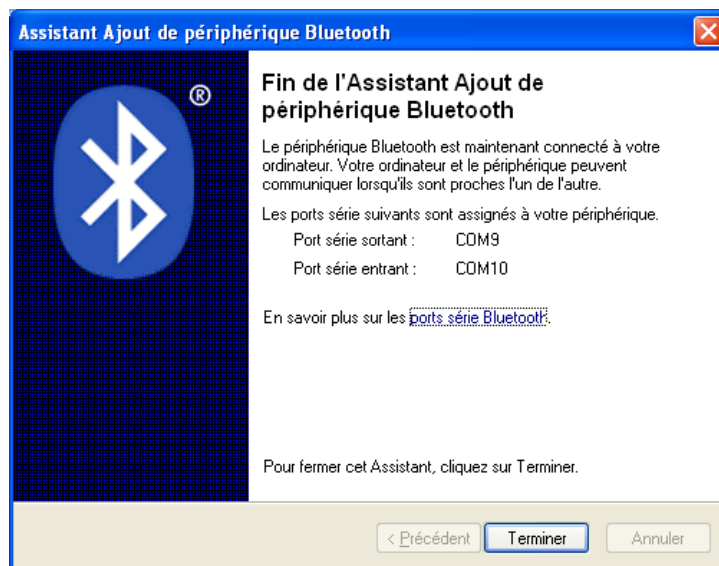 Assistant Ajout de périphérique Bluetooth
®
Fin de l'Assistant Ajout de
périphérique Bluetooth
Le périphérique Bluetooth est maintenant connecté à votre
ordinateur. Votre ordinateur et le périphérique peuvent
communiquer lorsqu'ils sont proches l'un de l'autre.
Les ports série suivants sont assignés à votre périphérique.
Port série sortant : COM9
Port série entrant : COM10
En savoir plus sur les ports série Bluetooth.
Pour fermer cet Assistant, cliquez sur Terminer.
< Précédent Terminer Annuler